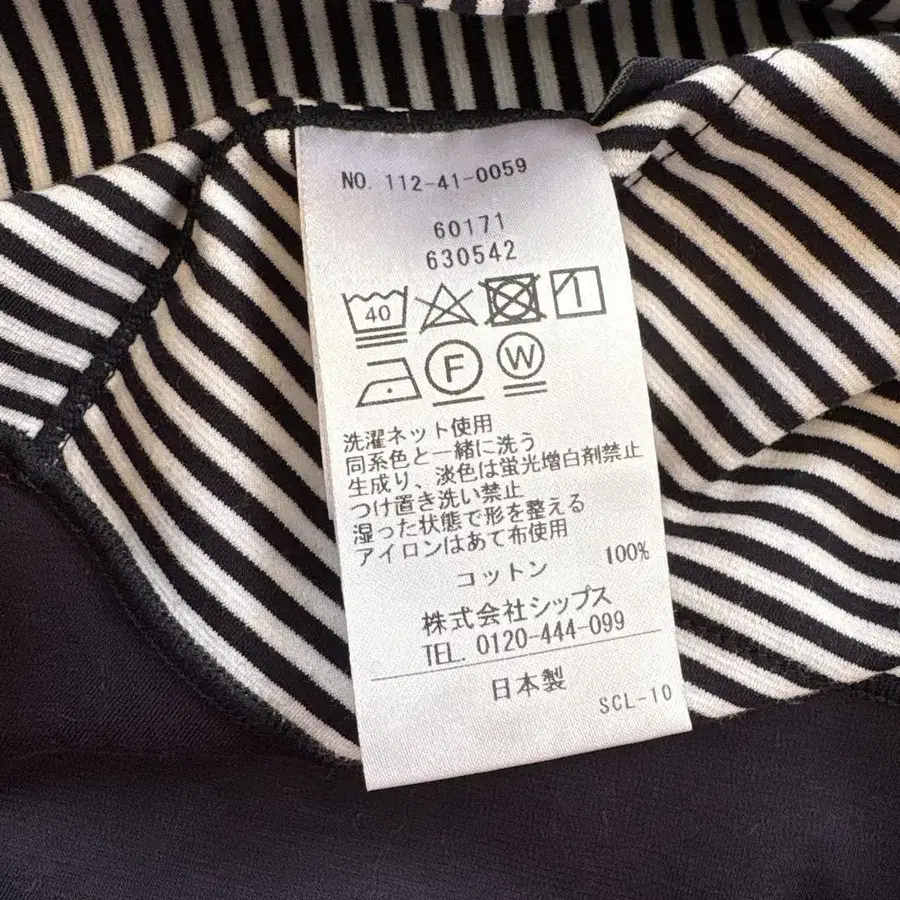 NO. 112-41-0059
60171
630542
40
F W
洗濯ネット使用
同系色と一緒に洗う
生成り、淡色は蛍光増白剤禁止
つけ置き洗い禁止
湿った状態で形を整える
アイロンはあて布使用
コットン 100%
株式会社シップス
TEL. 0120-444-099
日本製
SCL-10